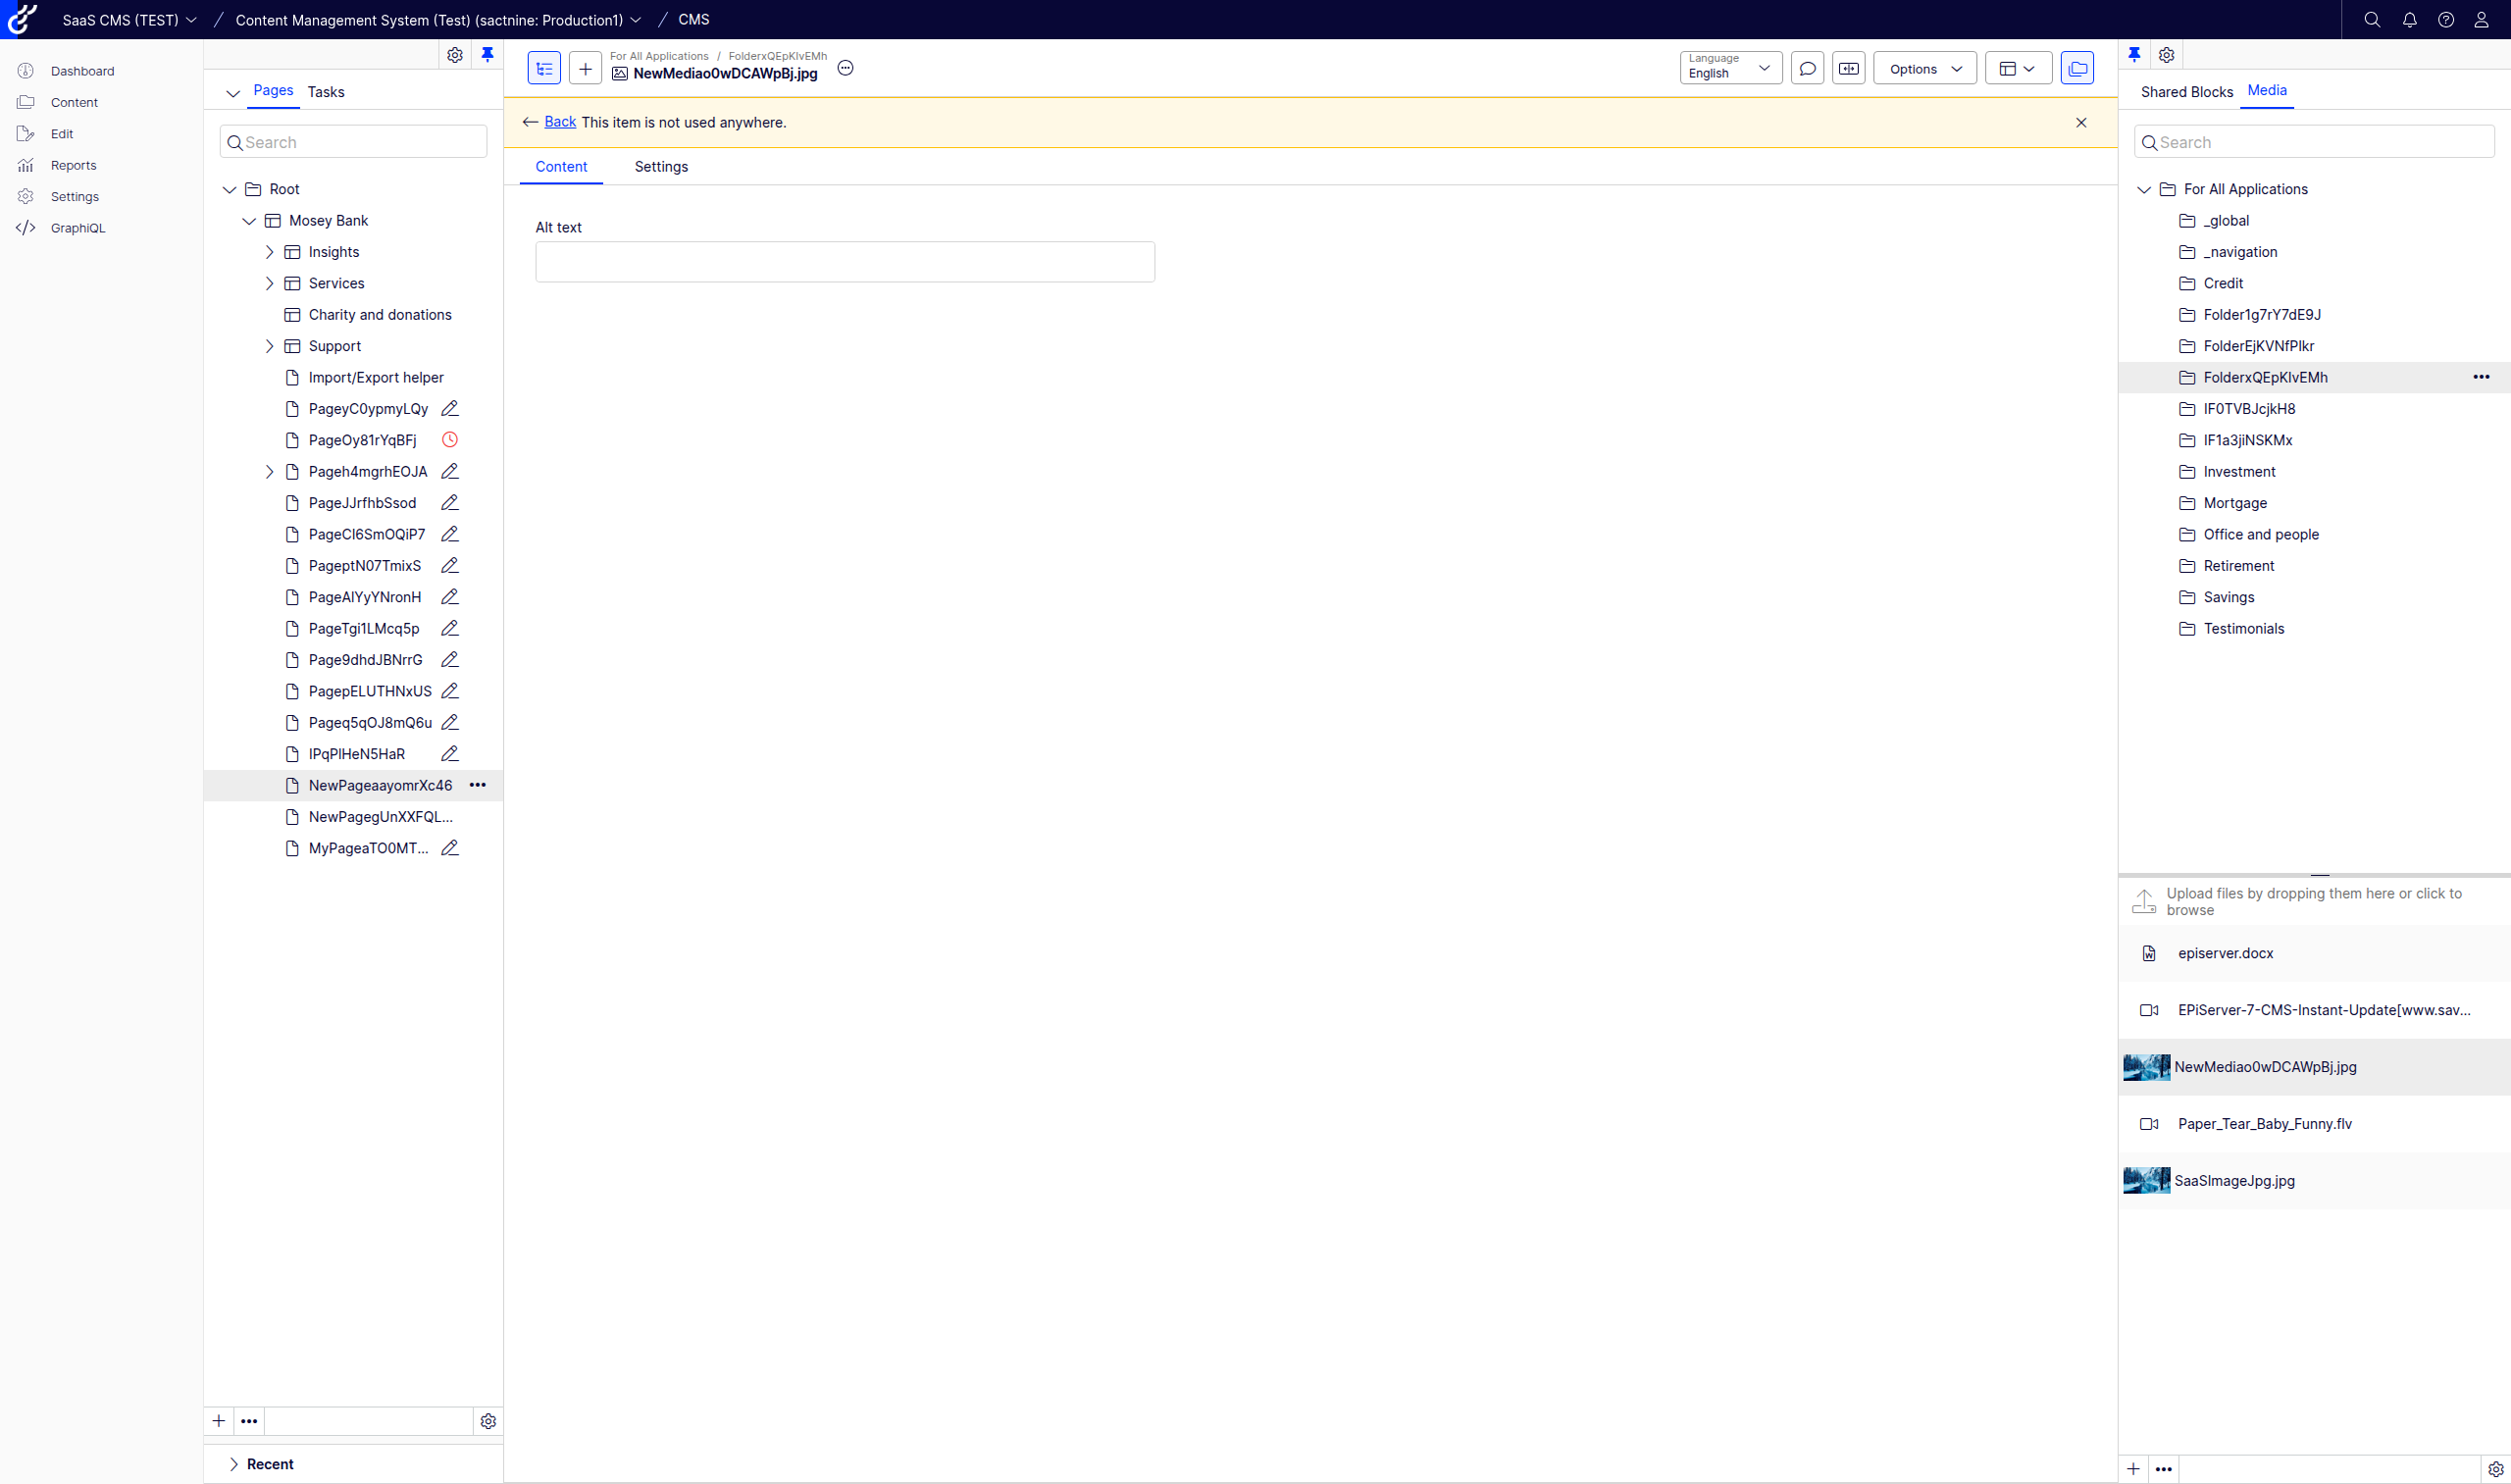 SaaS CMS (TEST) / Content Management System (Test) (sactnine: Production1) / CMS
Dashboard
Content
Edit
Reports
Settings
GraphiQL
Pages Tasks
Search
Root
Mosey Bank
Insights
Services
Charity and donations
Support
Import/Export helper
PageyC0ypmyLQy
PageOy81rYqBFj
Pageh4mgrhEOJA
PageJJrfhbSsod
PageCl6SmOQiP7
PageptN07TmixS
PageAlYyYNronH
PageTgi1LMcq5p
Page9dhdJBNrrG
PagepELUTHNxUS
Pageq5qOJ8mQ6u
IPqPlHeN5HaR
NewPageaayomrXc46
NewPagegUnXXFQL...
MyPageaTO0MT...
Recent
For All Applications / FolderxQEpKlvEMh
NewMediao0wDCAWpBj.jpg
Language
English
Options
Back This item is not used anywhere.
Content Settings
Alt text
Shared Blocks Media
Search
For All Applications
_global
_navigation
Credit
Folder1g7rY7dE9J
FolderEjKVNfPlkr
FolderxQEpKlvEMh
IF0TVBJcjkH8
IF1a3jiNSKMx
Investment
Mortgage
Office and people
Retirement
Savings
Testimonials
Upload files by dropping them here or click to
browse
episerver.docx
EPiServer-7-CMS-Instant-Update[www.sav...
NewMediao0wDCAWpBj.jpg
Paper_Tear_Baby_Funny.flv
SaaSImageJpg.jpg